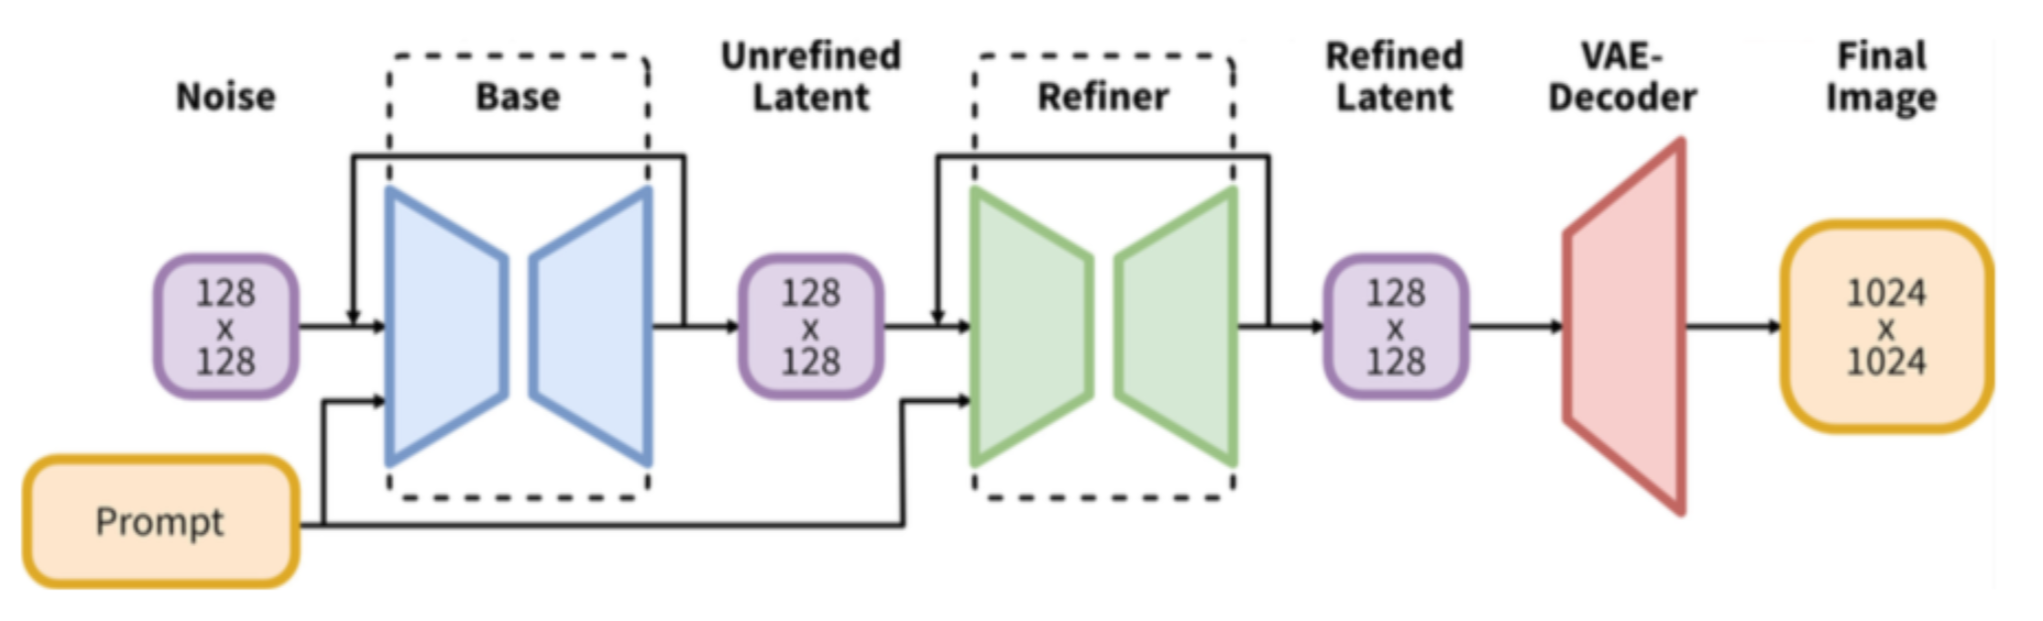 Noise
Base
Unrefined
Latent
Refiner
Refined
Latent
VAE-
Decoder
Final
Image
128
x
128
128
x
128
128
x
128
1024
x
1024
Prompt